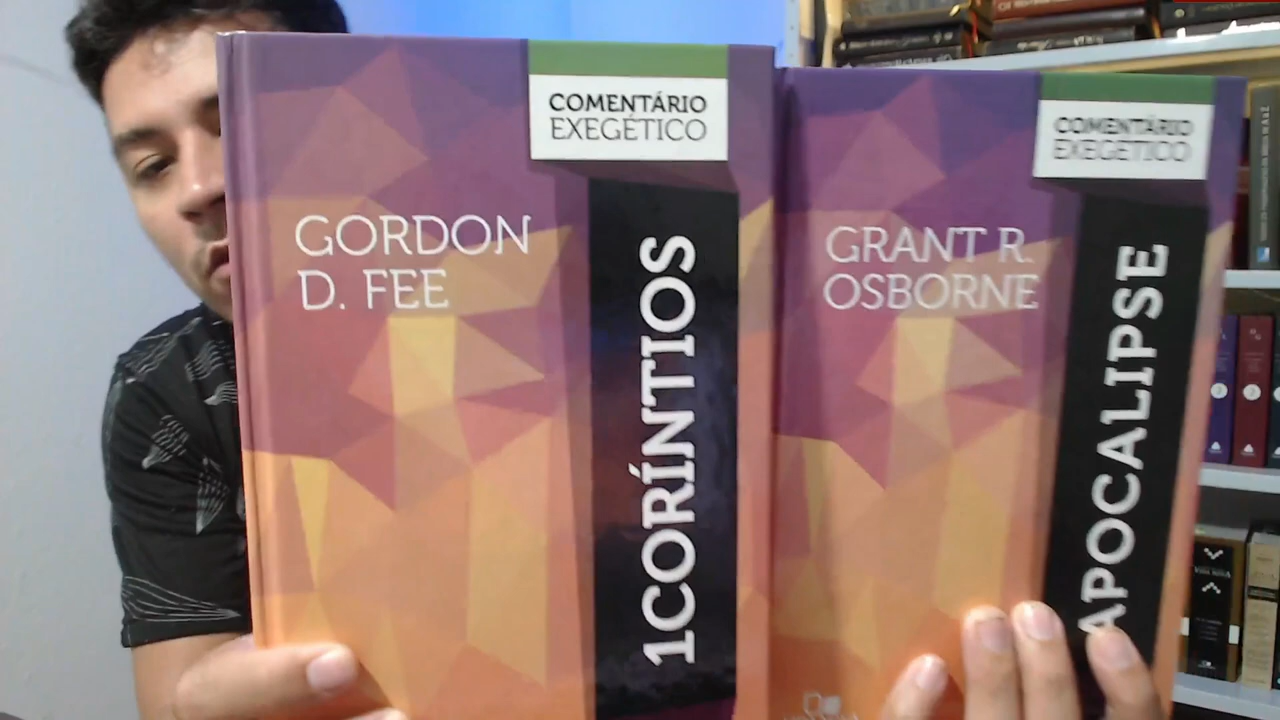 COMENTÁRIO
EXEGÉTICO
GORDON
D. FEE
1CORÍNTIOS
COMENTÁRIO
EXEGÉTICO
GRANT R.
OSBORNE
APOCALIPSE